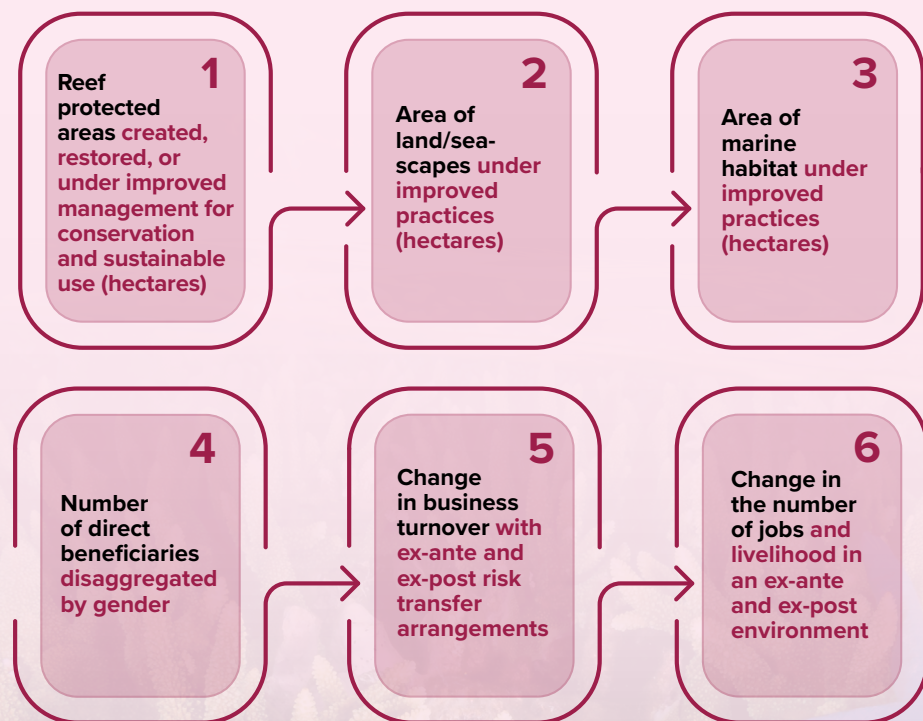 1
Reef
protected
areas created,
restored, or
under improved
management for
conservation
and sustainable
use (hectares)
2
Area of
land/sea-
scapes under
improved
practices
(hectares)
3
Area of
marine
habitat under
improved
practices
(hectares)
4
Number
of direct
beneficiaries
disaggregated
by gender
5
Change
in business
turnover with
ex-ante and
ex-post risk
transfer
arrangements
6
Change in
the number
of jobs and
livelihood in
an ex-ante
and ex-post
environment